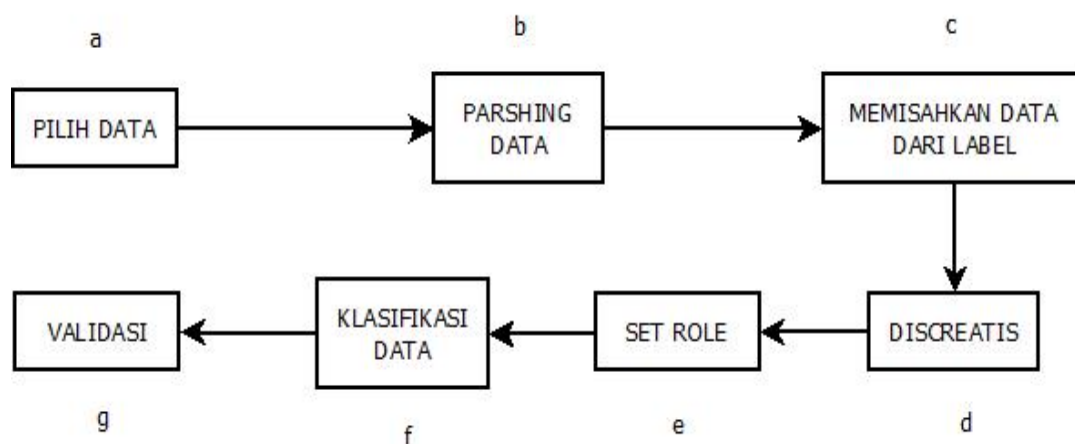 a
b
c
PILIH DATA
PARSHING
DATA
MEMISAHKAN DATA
DARI LABEL
VALIDASI
KLASIFIKASI
DATA
SET ROLE
DISCREATIS
g
f
e
d